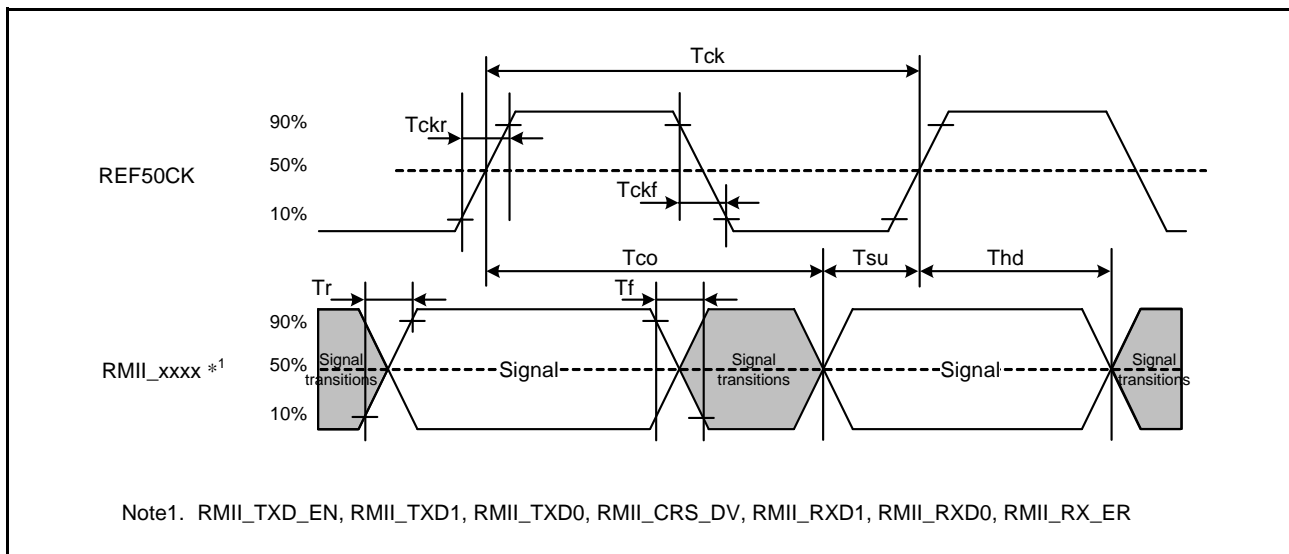 Tck
90%
Tckr
50%
REF50CK
Tckf
10%
Tco
Tsu
Thd
Tr
Tf
90%
Signal transitions
50%
RMII_xxxx *1
Signal
Signal transitions
Signal
Signal transitions
10%
Note1. RMII_TXD_EN, RMII_TXD1, RMII_TXD0, RMII_CRS_DV, RMII_RXD1, RMII_RXD0, RMII_RX_ER